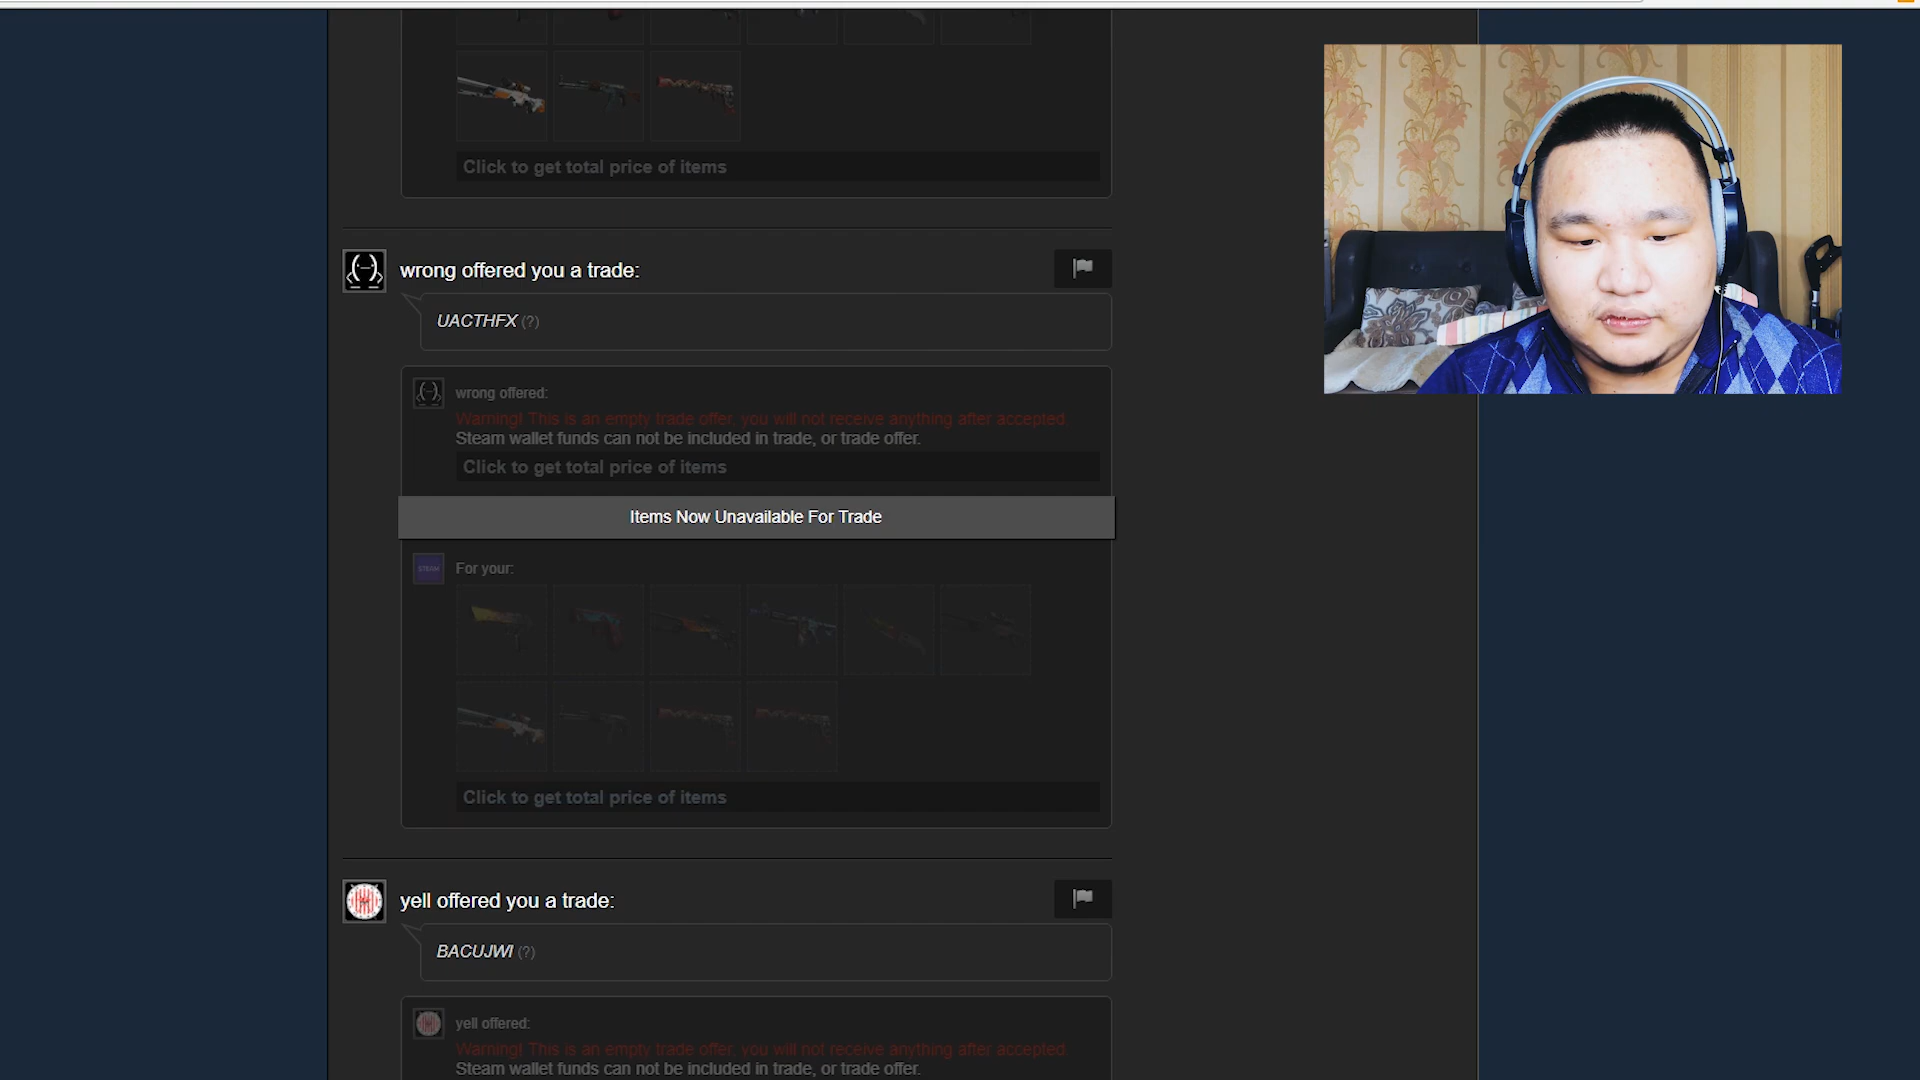 Click to get total price of items
wrong offered you a trade:
UACTHFX (?)
wrong offered:
Warning! This is an empty trade offer, you will not receive anything after accepted.
Steam wallet funds can not be included in trade, or trade offer.
Click to get total price of items
Items Now Unavailable For Trade
STEAM
For your:
Click to get total price of items
yell offered you a trade:
BACUJWI (?)
yell offered:
Warning! This is an empty trade offer, you will not receive anything after accepted.
Steam wallet funds can not be included in trade, or trade offer.